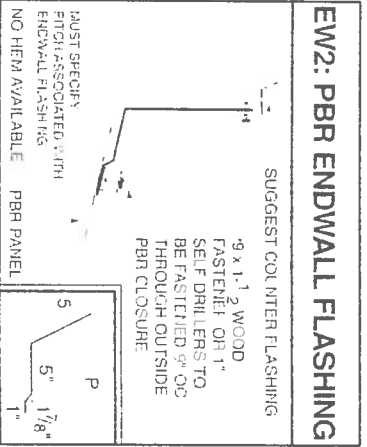 EW2: PBR ENDWALL FLASHING
SUGGEST COUNTER FLASHING
#9 x 1-1/2 WOOD
FASTENER OR 1"
SELF DRILLERS TO
BE FASTENED 9" OC
THROUGH OUTSIDE
PBR CLOSURE
MUST SPECIFY
PITCH ASSOCIATED WITH
ENDWALL FLASHING
NO HEM AVAILABLE
PBR PANEL
P
5
5"
1 7/8"
1"